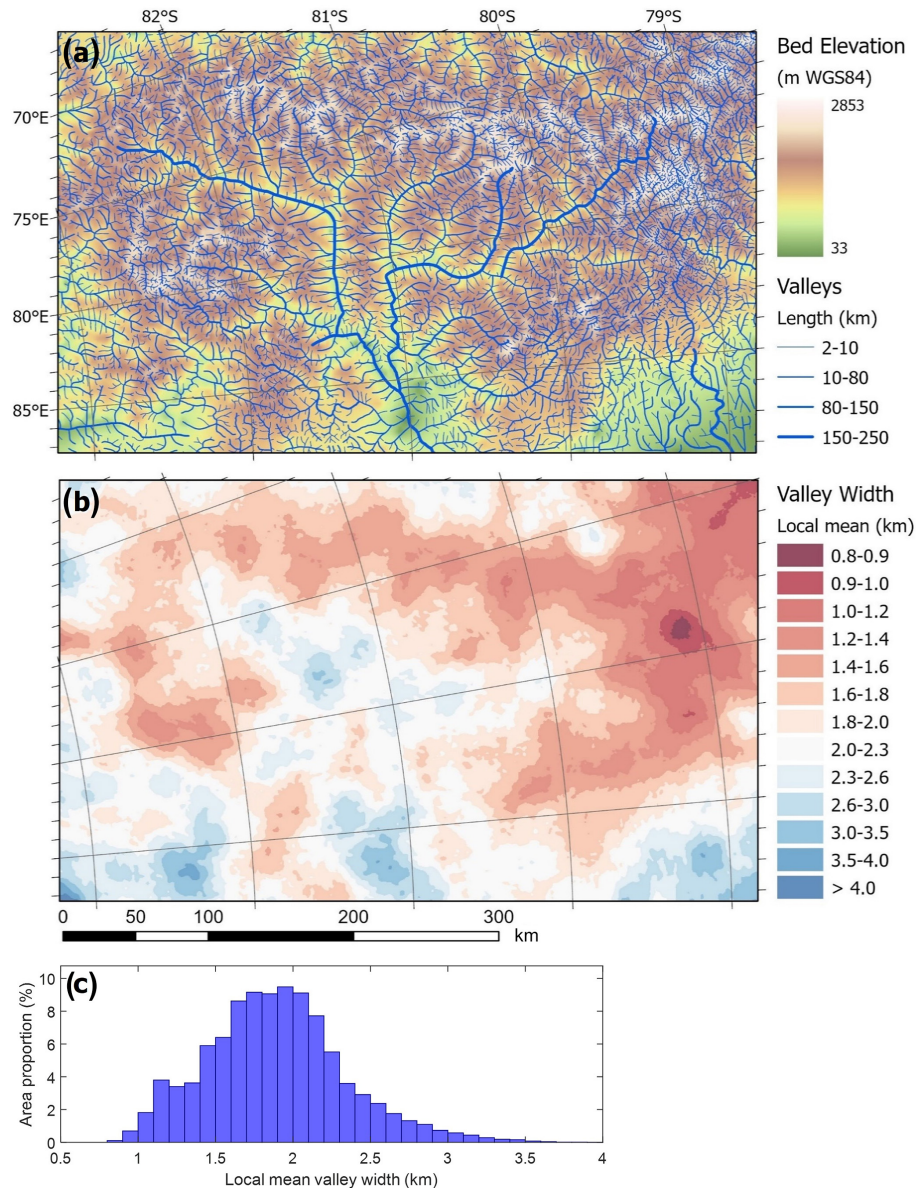 82°S 81°S 80°S 79°S
(a)
70°E
75°E
80°E
85°E
Bed Elevation
(m WGS84)
2853
33
Valleys
Length (km)
2-10
10-80
80-150
150-250
(b)
Valley Width
Local mean (km)
0.8-0.9
0.9-1.0
1.0-1.2
1.2-1.4
1.4-1.6
1.6-1.8
1.8-2.0
2.0-2.3
2.3-2.6
2.6-3.0
3.0-3.5
3.5-4.0
> 4.0
0 50 100 200 300
km
(c)
Area proportion (%)
10
8
6
4
2
0
0.5 1 1.5 2 2.5 3 3.5 4
Local mean valley width (km)